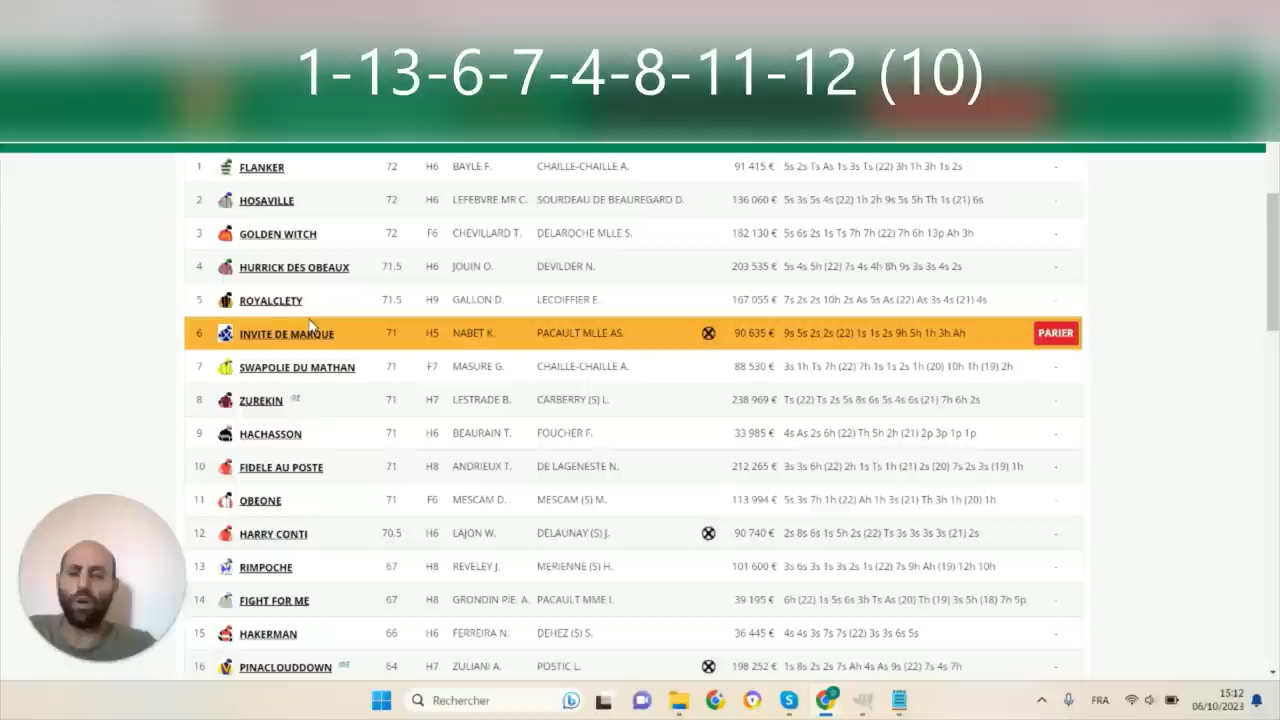 1-13-6-7-4-8-11-12 (10)
1 FLANKER 72 H6 BAYLE F. CHAILLE-CHAILLE A. 91 415 € 5s 2s Ts As 1s 3s Ts (22) 3h 1h 3h 1s 2s -
2 HOSAVILLE 72 H6 LEFEBVRE MR C. SOURDEAU DE BEAUREGARD D. 136 060 € 5s 3s 5s 4s (22) 1h 2h 9s 5s 5h Th 1s (21) 6s -
3 GOLDEN WITCH 72 F6 CHEVILLARD T. DELAROCHE MLLE S. 182 130 € 5s 6s 2s 1s Ts 7h 7h (22) 7h 6h 13p Ah 3h -
4 HURRICK DES OBEAUX 71.5 H6 JOUIN O. DEVILDER N. 203 535 € 5s 4s 5h (22) 7s 4s 4h 8h 9s 3s 3s 4s 2s -
5 ROYALCLETY 71.5 H9 GALLON D. LECOIFFIER E. 167 055 € 7s 2s 2s 10h 2s As 5s As (22) As 3s 4s (21) 4s -
6 INVITE DE MARQUE 71 H5 NABET K. PACAULT MLLE AS. 90 635 € 9s 5s 2s 2s (22) 1s 1s 2s 9h 5h 1h 3h Ah PARIER
7 SWAPOLIE DU MATHAN 71 F7 MASURE G. CHAILLE-CHAILLE A. 88 530 € 3s 1h Ts 7h (22) 7h 1s 1s 2s 1h (20) 10h 1h (19) 2h -
8 ZUREKIN IRE 71 H7 LESTRADE B. CARBERRY (S) L. 238 969 € Ts (22) Ts 2s 5s 8s 6s 5s 4s 6s (21) 7h 6h 2s -
9 HACHASSON 71 H6 BEAURAIN T. FOUCHER F. 33 985 € 4s As 2s 6h (22) Th 5h 2h (21) 2p 3p 1p 1p -
10 FIDELE AU POSTE 71 H8 ANDRIEUX T. DE LAGENESTE N. 212 265 € 3s 3s 6h (22) 2h 1s Ts 1h (21) 2s (20) 7s 2s 3s (19) 1h -
11 OBEONE 71 F6 MESCAM D. MESCAM (S) M. 113 994 € 5s 3s 7h 1h (22) Ah 1h 3s (21) Th 3h 1h (20) 1h -
12 HARRY CONTI 70.5 H6 LAJON W. DELAUNAY (S) J. 90 740 € 2s 8s 6s 1s 5h 2s (22) Ts 3s 3s 3s 3s (21) 2s -
13 RIMPOCHE 67 H8 REVELEY J. MERIENNE (S) H. 101 600 € 3s 6s 3s 1s 3s 2s 1s (22) 7s 9h Ah (19) 12h 10h -
14 FIGHT FOR ME 67 H8 GRONDIN P.E. A. PACAULT MME I. 39 195 € 6h (22) 1s 5s 6s 3h Ts As (20) Th (19) 3s 5h (18) 7h 5p -
15 HAKERMAN 66 H6 FERREIRA N. DEHEZ (S) S. 36 445 € 4s 4s 3s 7s 7s (22) 3s 3s 6s 5s -
16 PINACLOUDDOWN IRE 64 H7 ZULIANI A. POSTIC L. 198 252 € 1s 8s 2s 2s 7s Ah 4s As 9s (22) 7s 4s 7h -
Rechercher
FRA
15:12
06/10/2023